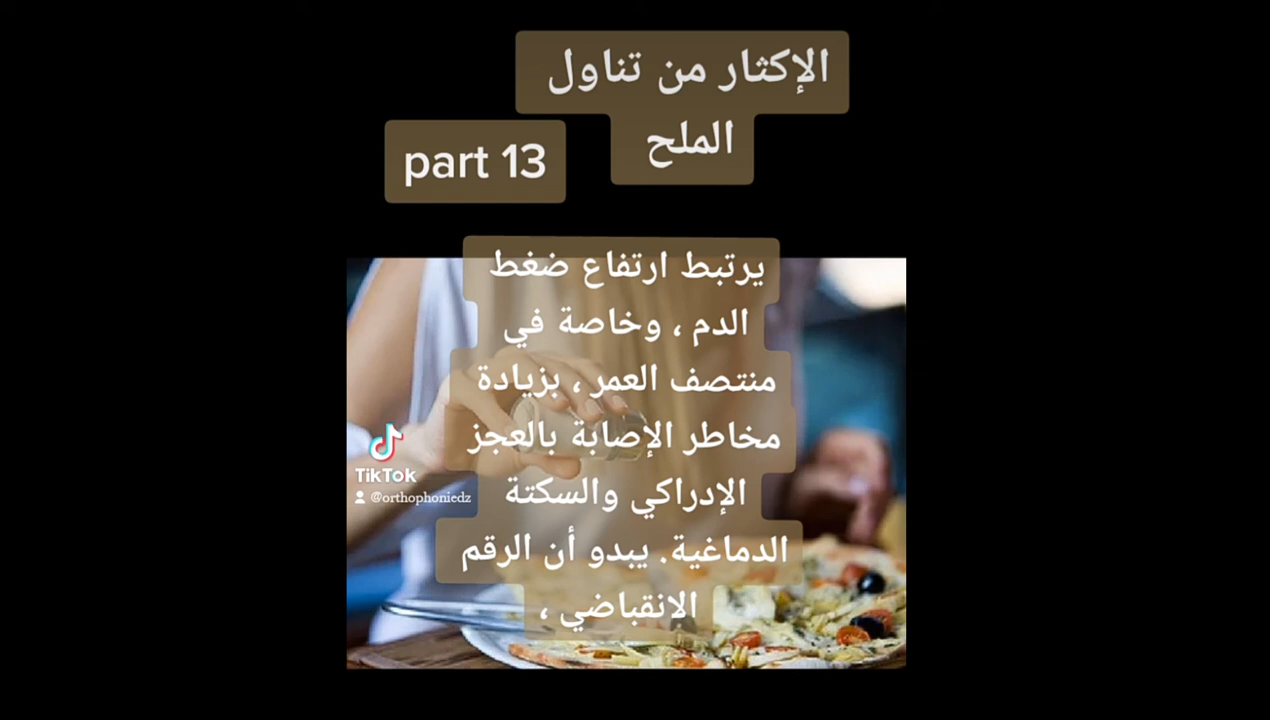 الإكثار من تناول
الملح
part 13
يرتبط ارتفاع ضغط
الدم ، وخاصة في
منتصف العمر ، بزيادة
مخاطر الإصابة بالعجز
الإدراكي والسكتة
الدماغية. يبدو أن الرقم
الانقباضي ،
TikTok
@orthophoniedz